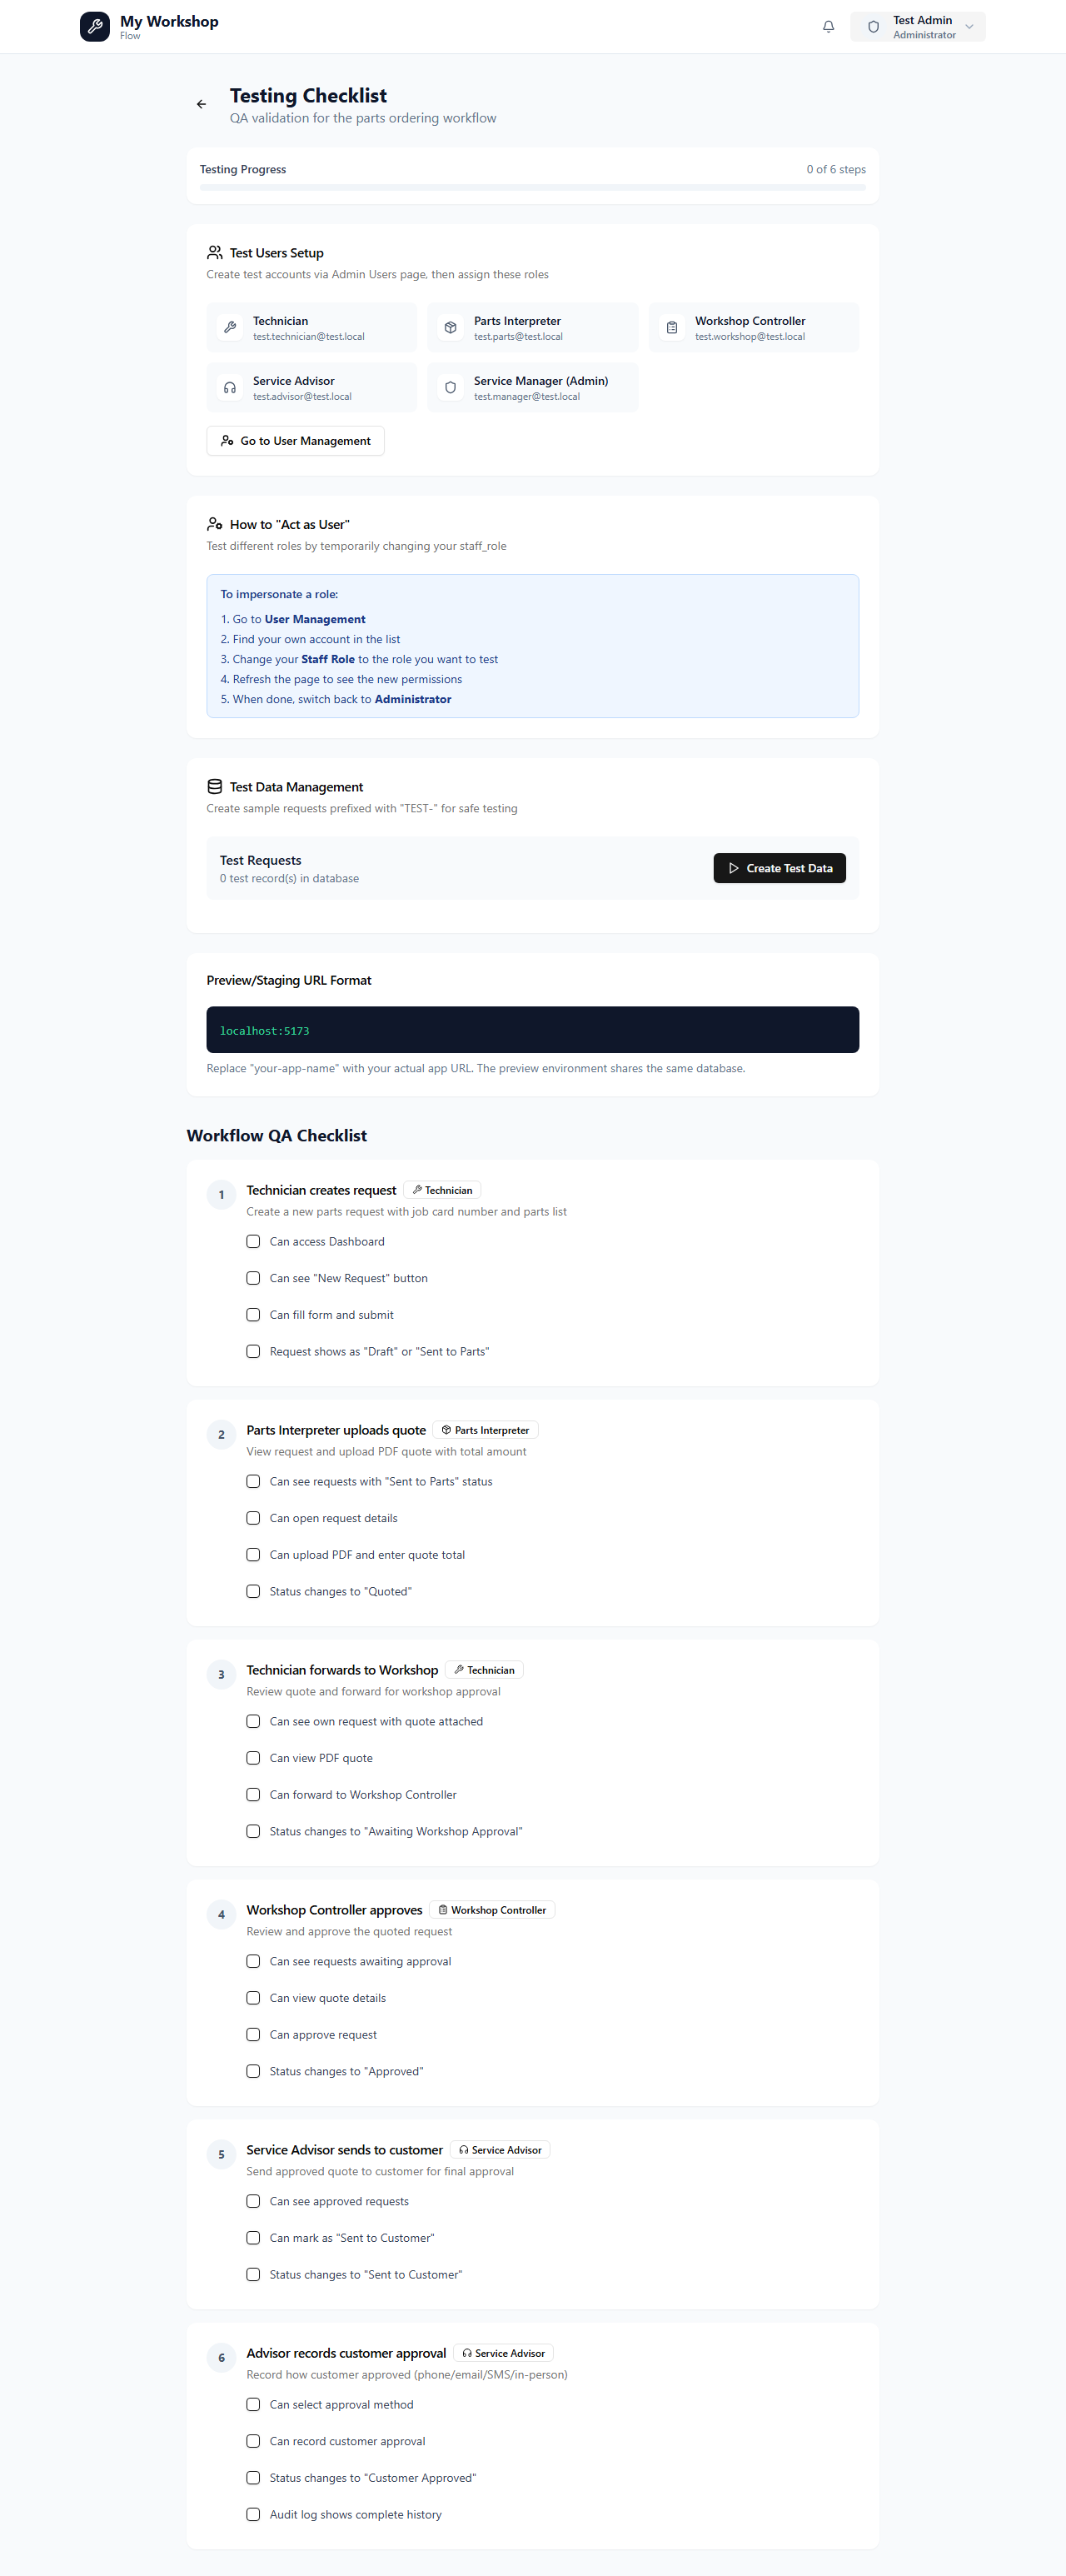 My Workshop
Flow
Test Admin
Administrator
Testing Checklist
QA validation for the parts ordering workflow
Testing Progress
0 of 6 steps
Test Users Setup
Create test accounts via Admin Users page, then assign these roles
Technician
test.technician@test.local
Parts Interpreter
test.parts@test.local
Workshop Controller
test.workshop@test.local
Service Advisor
test.advisor@test.local
Service Manager (Admin)
test.manager@test.local
Go to User Management
How to "Act as User"
Test different roles by temporarily changing your staff_role
To impersonate a role:
1. Go to User Management
2. Find your own account in the list
3. Change your Staff Role to the role you want to test
4. Refresh the page to see the new permissions
5. When done, switch back to Administrator
Test Data Management
Create sample requests prefixed with "TEST-" for safe testing
Test Requests
0 test record(s) in database
Create Test Data
Preview/Staging URL Format
localhost:5173
Replace "your-app-name" with your actual app URL. The preview environment shares the same database.
Workflow QA Checklist
1
Technician creates request
Technician
Create a new parts request with job card number and parts list
Can access Dashboard
Can see "New Request" button
Can fill form and submit
Request shows as "Draft" or "Sent to Parts"
2
Parts Interpreter uploads quote
Parts Interpreter
View request and upload PDF quote with total amount
Can see requests with "Sent to Parts" status
Can open request details
Can upload PDF and enter quote total
Status changes to "Quoted"
3
Technician forwards to Workshop
Technician
Review quote and forward for workshop approval
Can see own request with quote attached
Can view PDF quote
Can forward to Workshop Controller
Status changes to "Awaiting Workshop Approval"
4
Workshop Controller approves
Workshop Controller
Review and approve the quoted request
Can see requests awaiting approval
Can view quote details
Can approve request
Status changes to "Approved"
5
Service Advisor sends to customer
Service Advisor
Send approved quote to customer for final approval
Can see approved requests
Can mark as "Sent to Customer"
Status changes to "Sent to Customer"
6
Advisor records customer approval
Service Advisor
Record how customer approved (phone/email/SMS/in-person)
Can select approval method
Can record customer approval
Status changes to "Customer Approved"
Audit log shows complete history